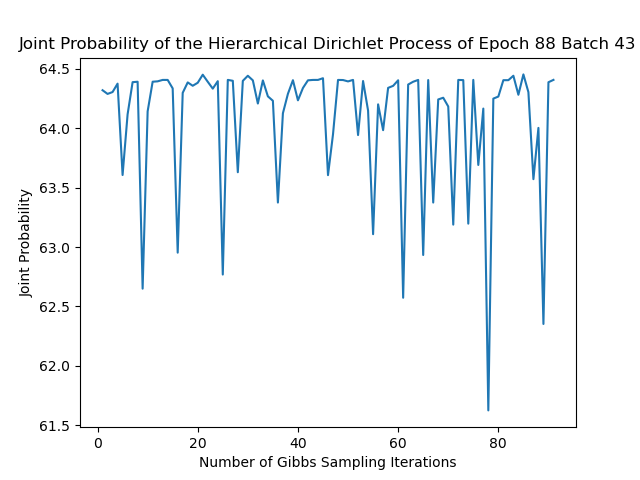 Joint Probability of the Hierarchical Dirichlet Process of Epoch 88 Batch 43
64.5
64.0
63.5
63.0
62.5
62.0
61.5
Joint Probability
0 20 40 60 80
Number of Gibbs Sampling Iterations